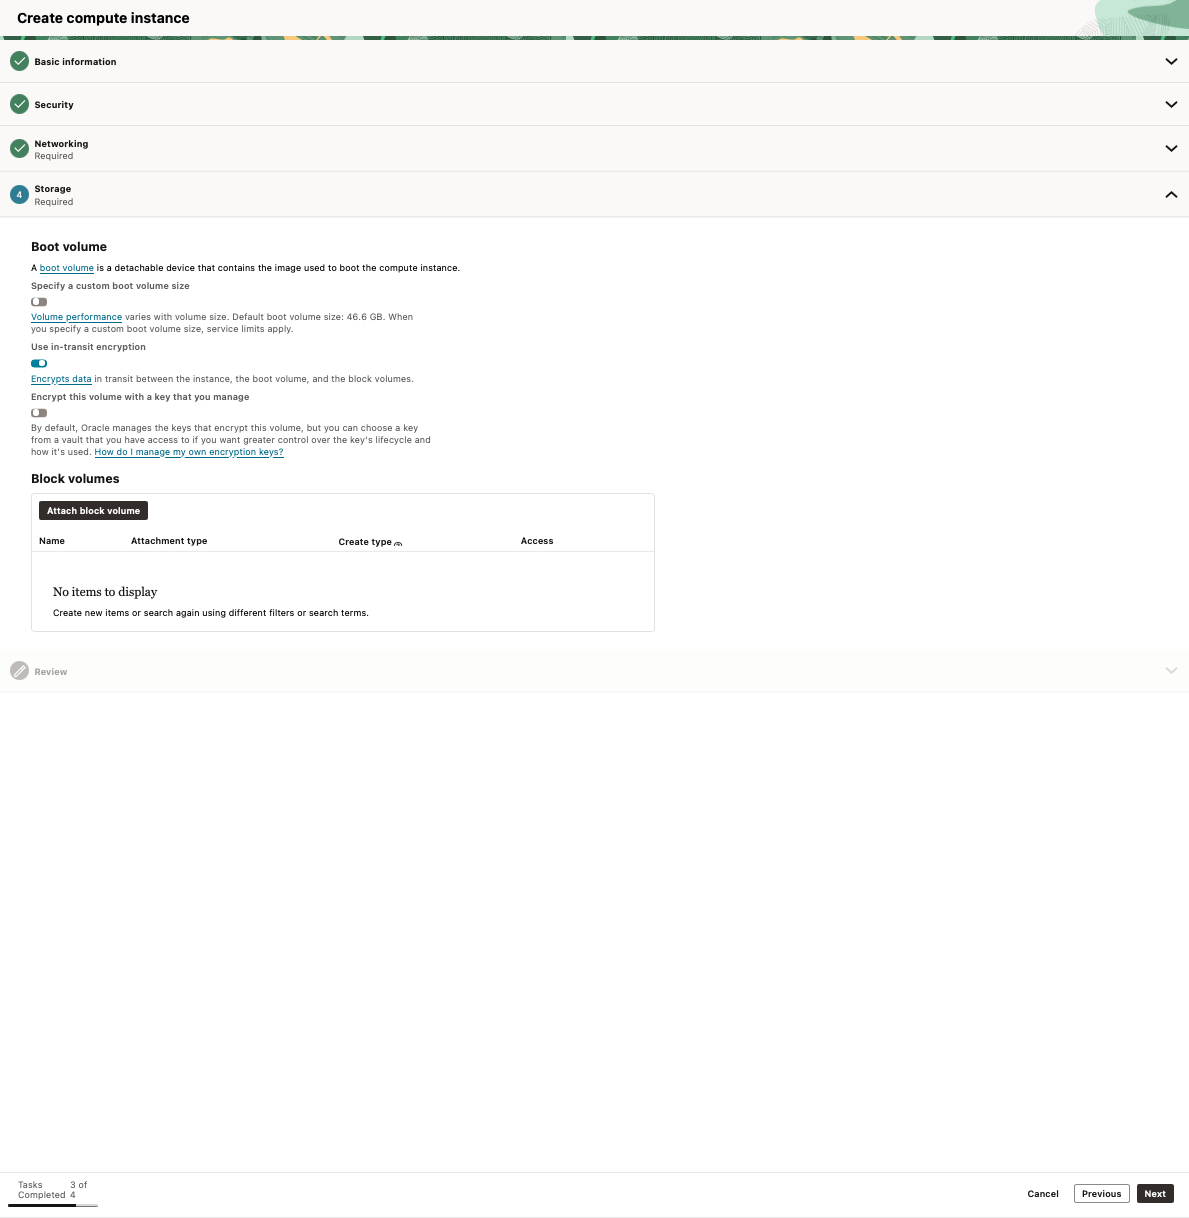 Create compute instance
Basic information
Security
Networking
Required
4
Storage
Required
Boot volume
A boot volume is a detachable device that contains the image used to boot the compute instance.
Specify a custom boot volume size
Volume performance varies with volume size. Default boot volume size: 46.6 GB. When
you specify a custom boot volume size, service limits apply.
Use in-transit encryption
Encrypts data in transit between the instance, the boot volume, and the block volumes.
Encrypt this volume with a key that you manage
By default, Oracle manages the keys that encrypt this volume, but you can choose a key
from a vault that you have access to if you want greater control over the key's lifecycle and
how it's used. How do I manage my own encryption keys?
Block volumes
Attach block volume
Name Attachment type Create type Access
No items to display
Create new items or search again using different filters or search terms.
Review
Tasks 3 of
Completed 4
Cancel Previous Next